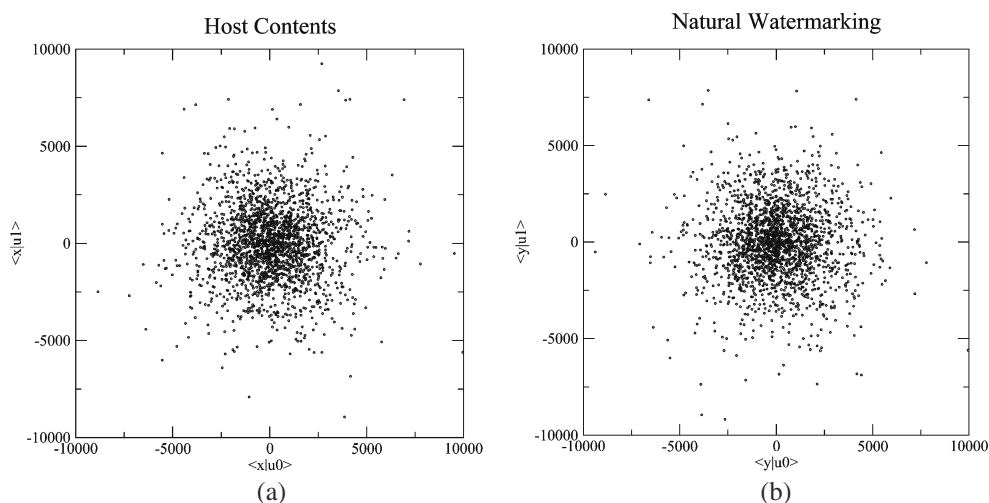 Host Contents
10000
5000
0
-5000
-10000
<x|u1>
-10000 -5000 0 5000 10000
<x|u0>
(a)
Natural Watermarking
10000
5000
0
-5000
-10000
<y|u1>
-10000 -5000 0 5000 10000
<y|u0>
(b)